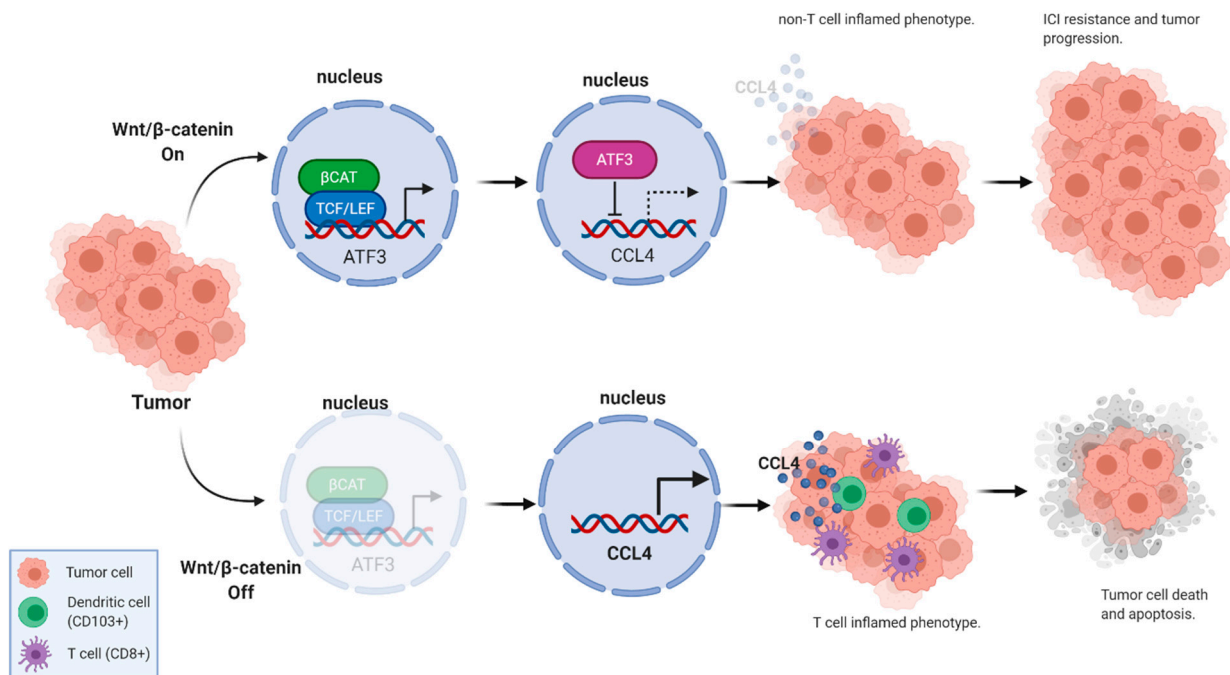 non-T cell inflamed phenotype.
ICI resistance and tumor
progression.
nucleus
nucleus
CCL4
Wnt/β-catenin
On
βCAT
TCF/LEF
ATF3
ATF3
CCL4
Tumor
nucleus
nucleus
βCAT
TCF/LEF
ATF3
Wnt/β-catenin
Off
CCL4
CCL4
T cell inflamed phenotype.
Tumor cell death
and apoptosis.
Tumor cell
Dendritic cell
(CD103+)
T cell (CD8+)